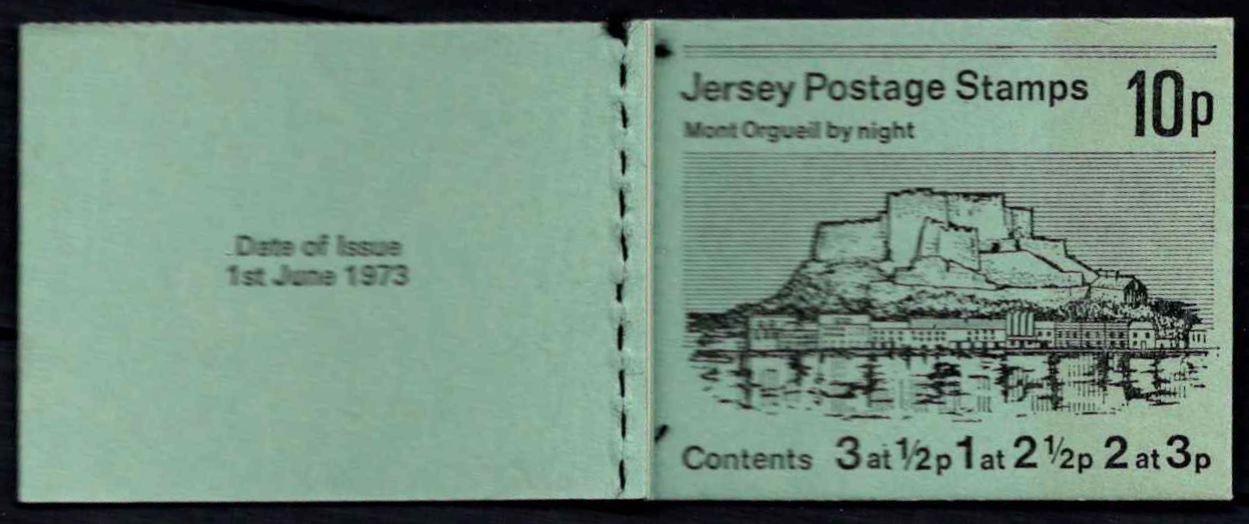 Date of Issue
1st June 1973
Jersey Postage Stamps 10p
Mont Orgueil by night
Contents 3 at ½p 1 at 2½p 2 at 3p